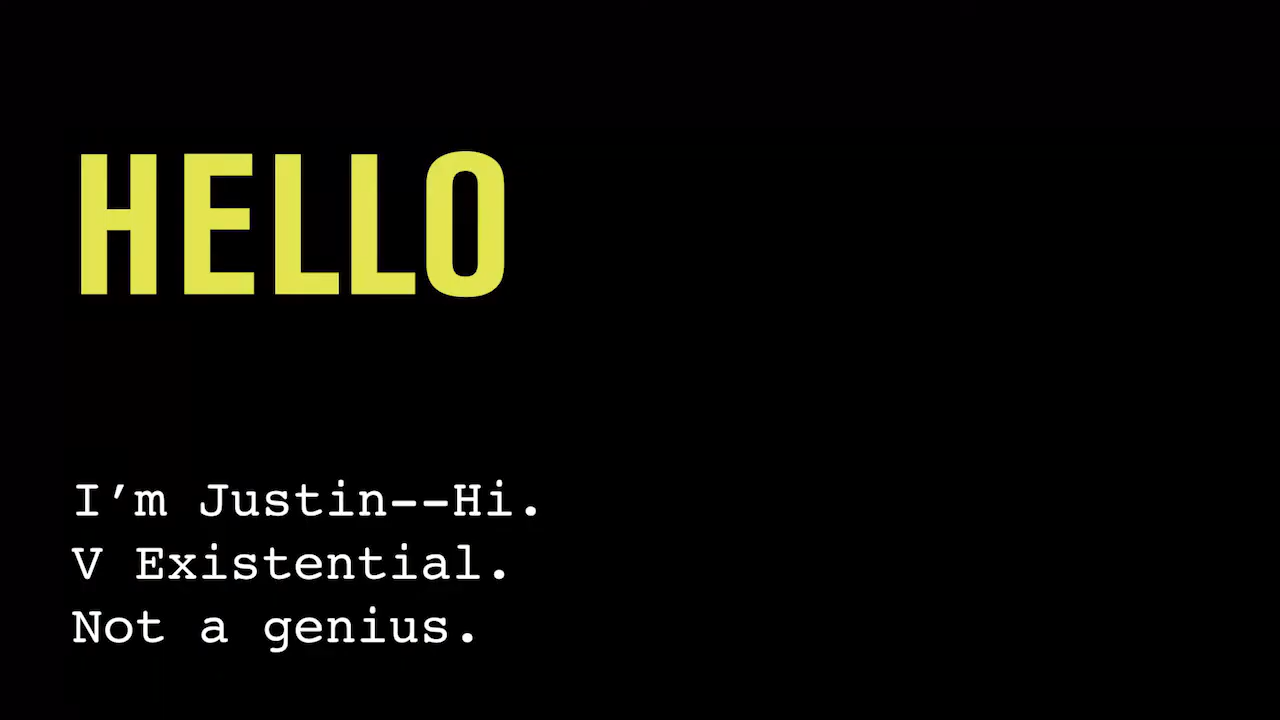 HELLO
I’m Justin--Hi.
V Existential.
Not a genius.